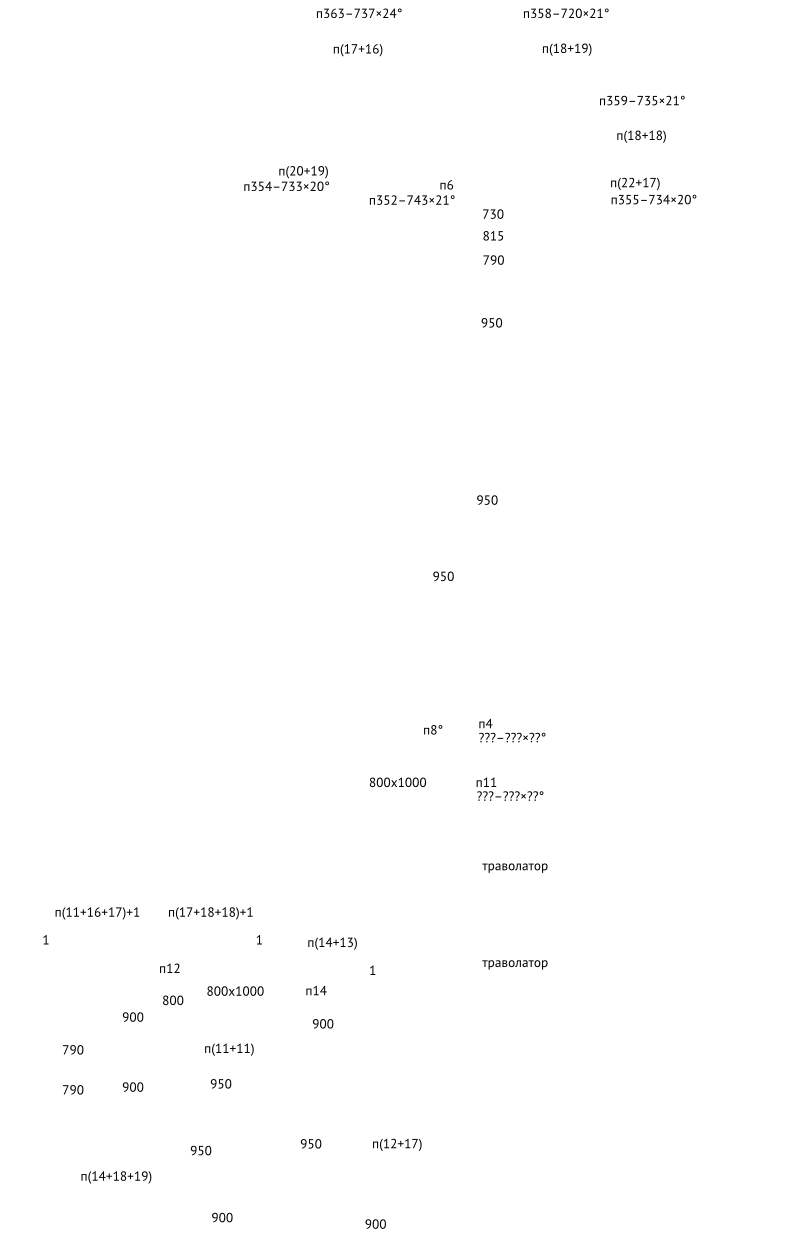 п363–737×24°
п358–720×21°
п(17+16)
п(18+19)
п359–735×21°
п(18+18)
п(20+19)
п354–733×20°
п6
п352–743×21°
п(22+17)
п355–734×20°
730
815
790
950
950
950
п8°
п4
???–???×??°
800x1000
п11
???–???×??°
траволатор
п(11+16+17)+1
п(17+18+18)+1
1
1
п(14+13)
траволатор
п12
1
800x1000
п14
800
900
900
790
п(11+11)
790
900
950
950
950
п(12+17)
п(14+18+19)
900
900